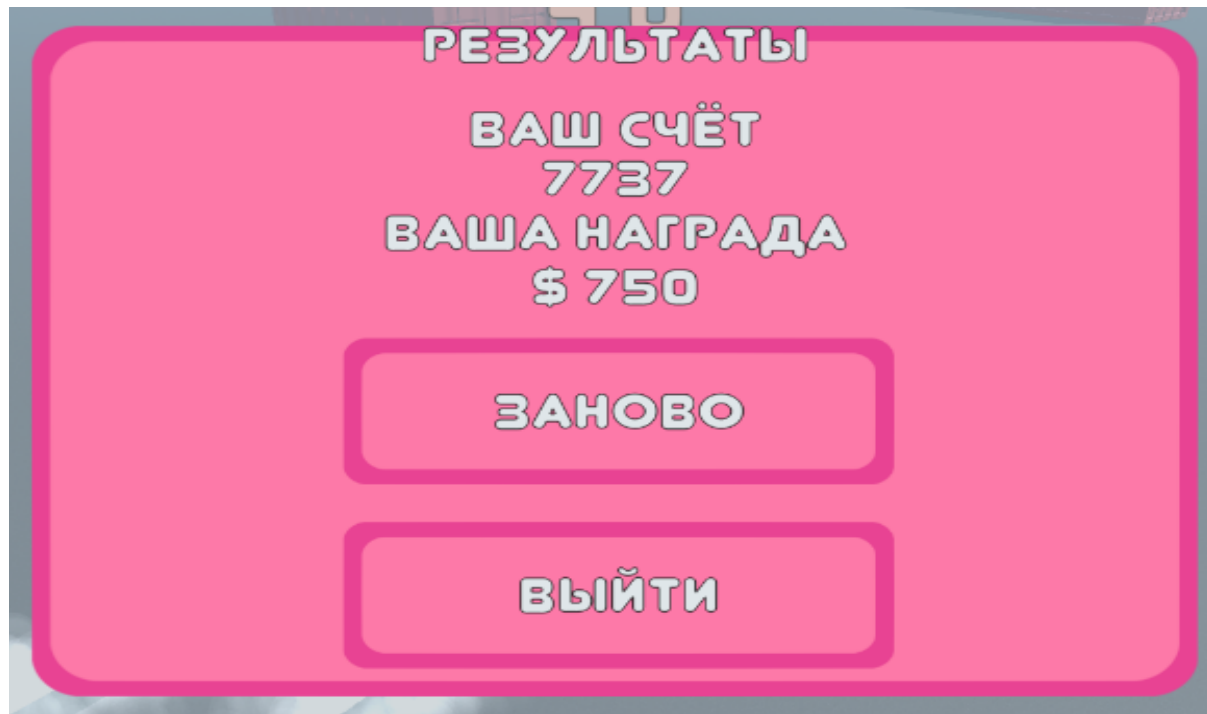 РЕЗУЛЬТАТЫ
ВАШ СЧЁТ
7737
ВАША НАГРАДА
$ 750
ЗАНОВО
ВЫЙТИ